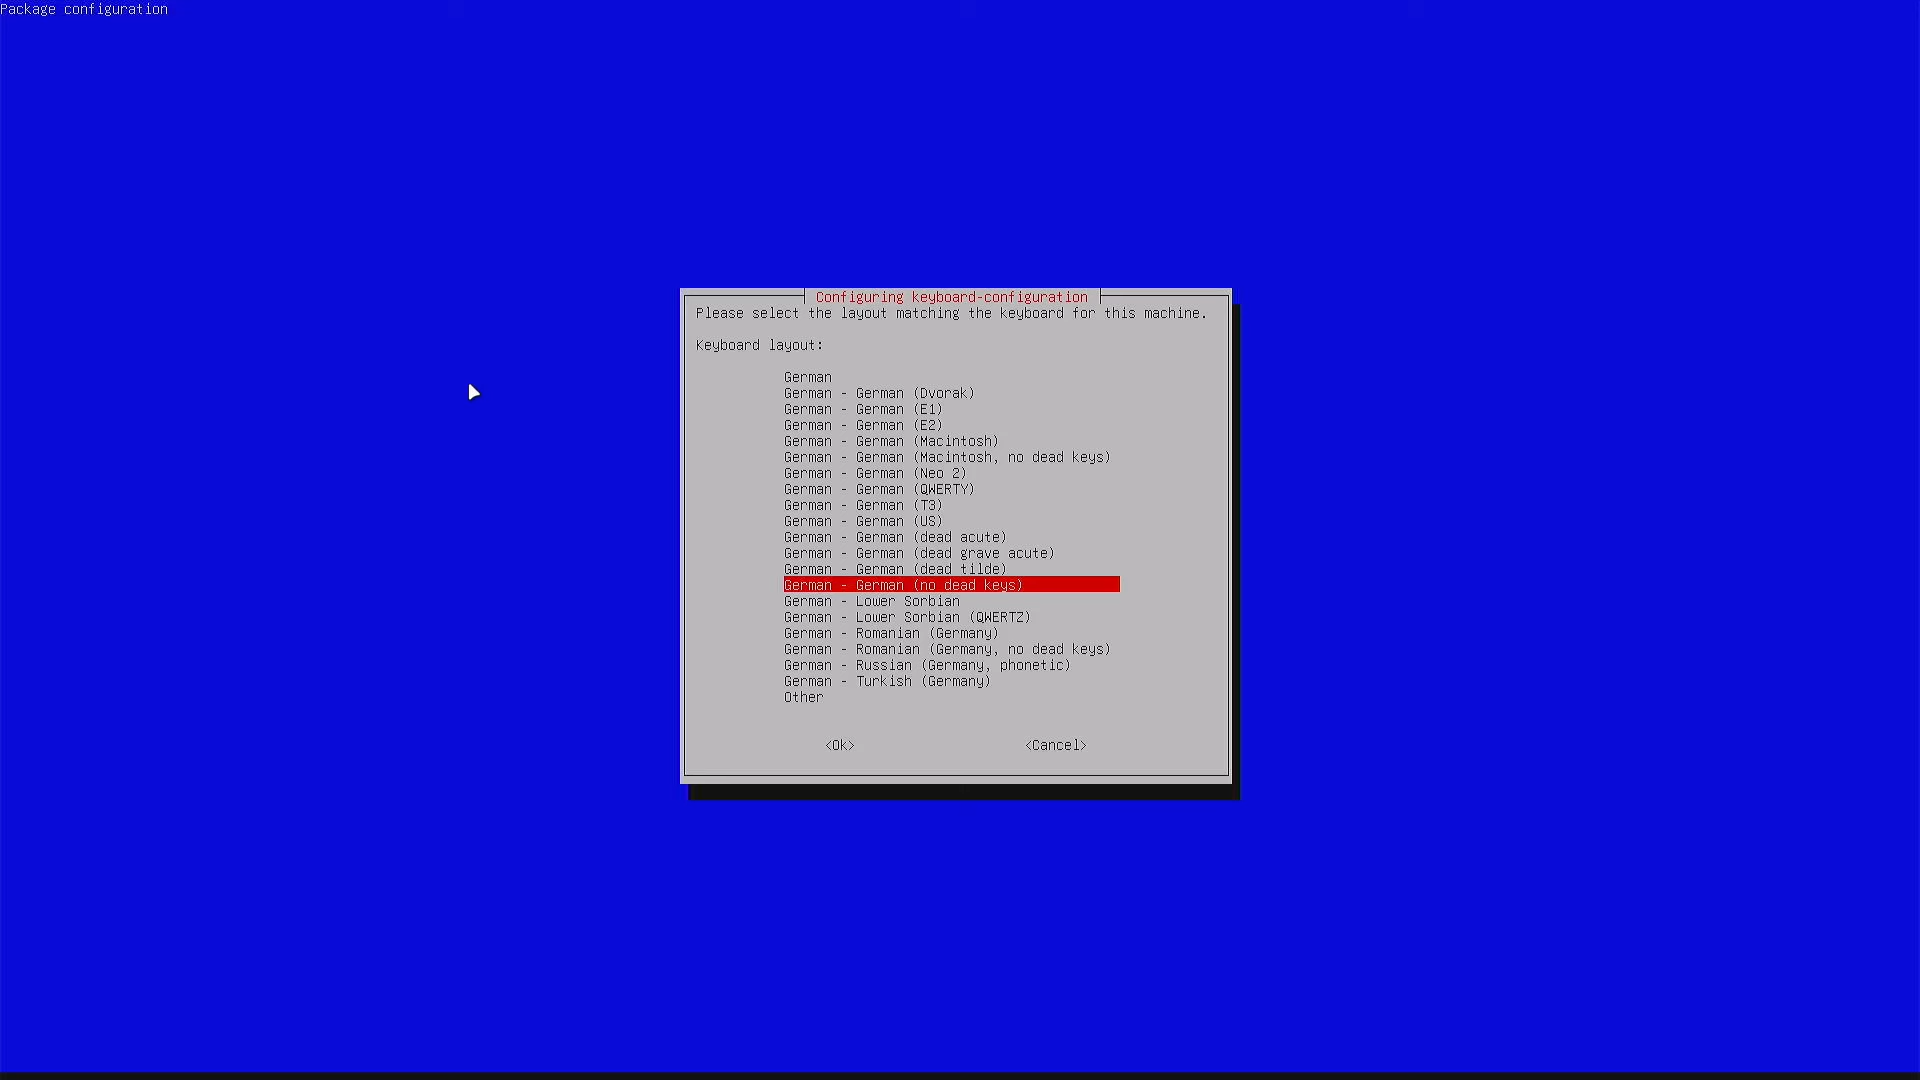 Package configuration
Configuring keyboard-configuration
Please select the layout matching the keyboard for this machine.
Keyboard layout:
German
German - German (Dvorak)
German - German (E1)
German - German (E2)
German - German (Macintosh)
German - German (Macintosh, no dead keys)
German - German (Neo 2)
German - German (QWERTY)
German - German (T3)
German - German (US)
German - German (dead acute)
German - German (dead grave acute)
German - German (dead tilde)
German - German (no dead keys)
German - Lower Sorbian
German - Lower Sorbian (QWERTZ)
German - Romanian (Germany)
German - Romanian (Germany, no dead keys)
German - Russian (Germany, phonetic)
German - Turkish (Germany)
Other
<Ok> <Cancel>